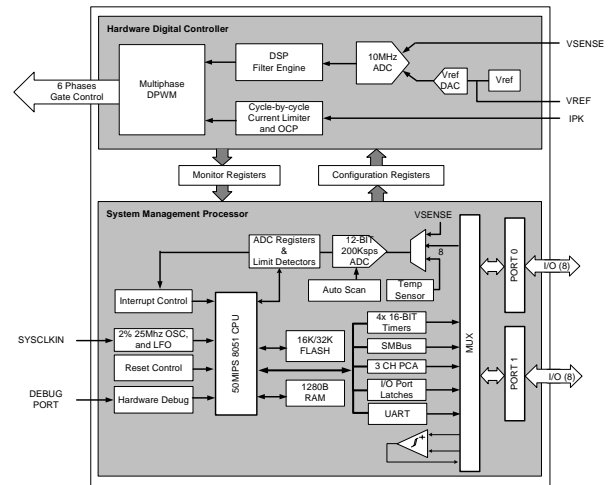 Hardware Digital Controller
6 Phases
Gate Control
Multiphase
DPWM
DSP
Filter Engine
10MHz
ADC
Vref
DAC
Vref
VSENSE
VREF
IPK
Cycle-by-cycle
Current Limiter
and OCP
Monitor Registers
Configuration Registers
System Management Processor
VSENSE
ADC Registers
&
Limit Detectors
12-BIT
200Ksps
ADC
8
Auto Scan
Temp
Sensor
Interrupt Control
SYSCLKIN
2% 25Mhz OSC,
and LFO
Reset Control
DEBUG
PORT
Hardware Debug
50MIPS 8051 CPU
16K/32K
FLASH
1280B
RAM
4x 16-BIT
Timers
SMBus
3 CH PCA
I/O Port
Latches
UART
+
MUX
PORT 0
I/O (8)
PORT 1
I/O (8)